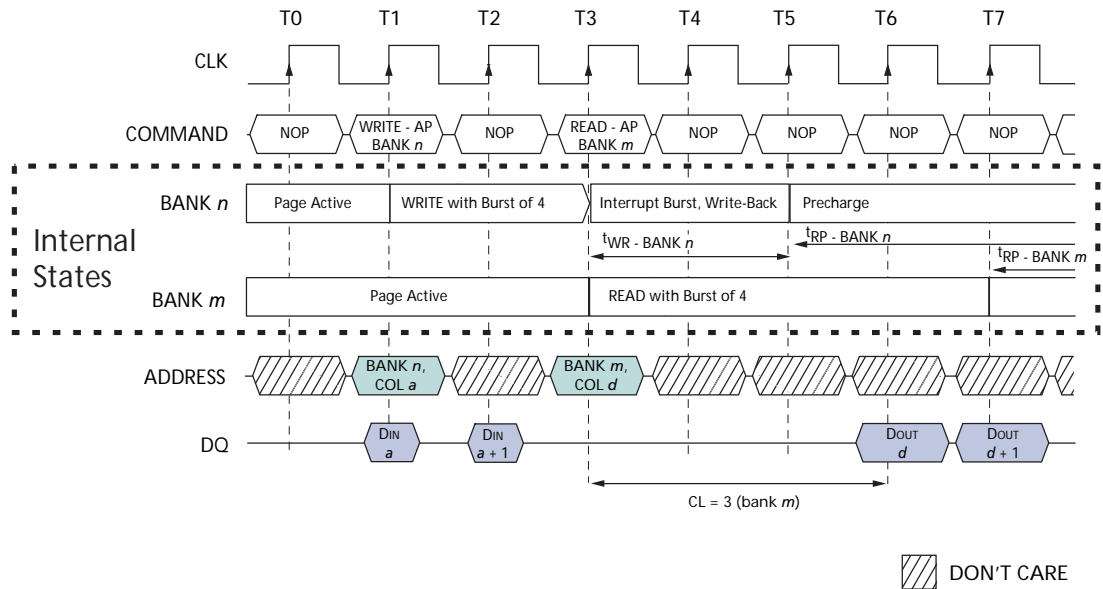 T0 T1 T2 T3 T4 T5 T6 T7
CLK
COMMAND
NOP
WRITE - AP
BANK n
NOP
READ - AP
BANK m
NOP
NOP
NOP
NOP
Internal
States
BANK n
Page Active
WRITE with Burst of 4
Interrupt Burst, Write-Back
Precharge
tWR - BANK n
tRP - BANK n
tRP - BANK m
BANK m
Page Active
READ with Burst of 4
ADDRESS
BANK n,
COL a
BANK m,
COL d
DQ
DIN
a
DIN
a + 1
DOUT
d
DOUT
d + 1
CL = 3 (bank m)
DON'T CARE